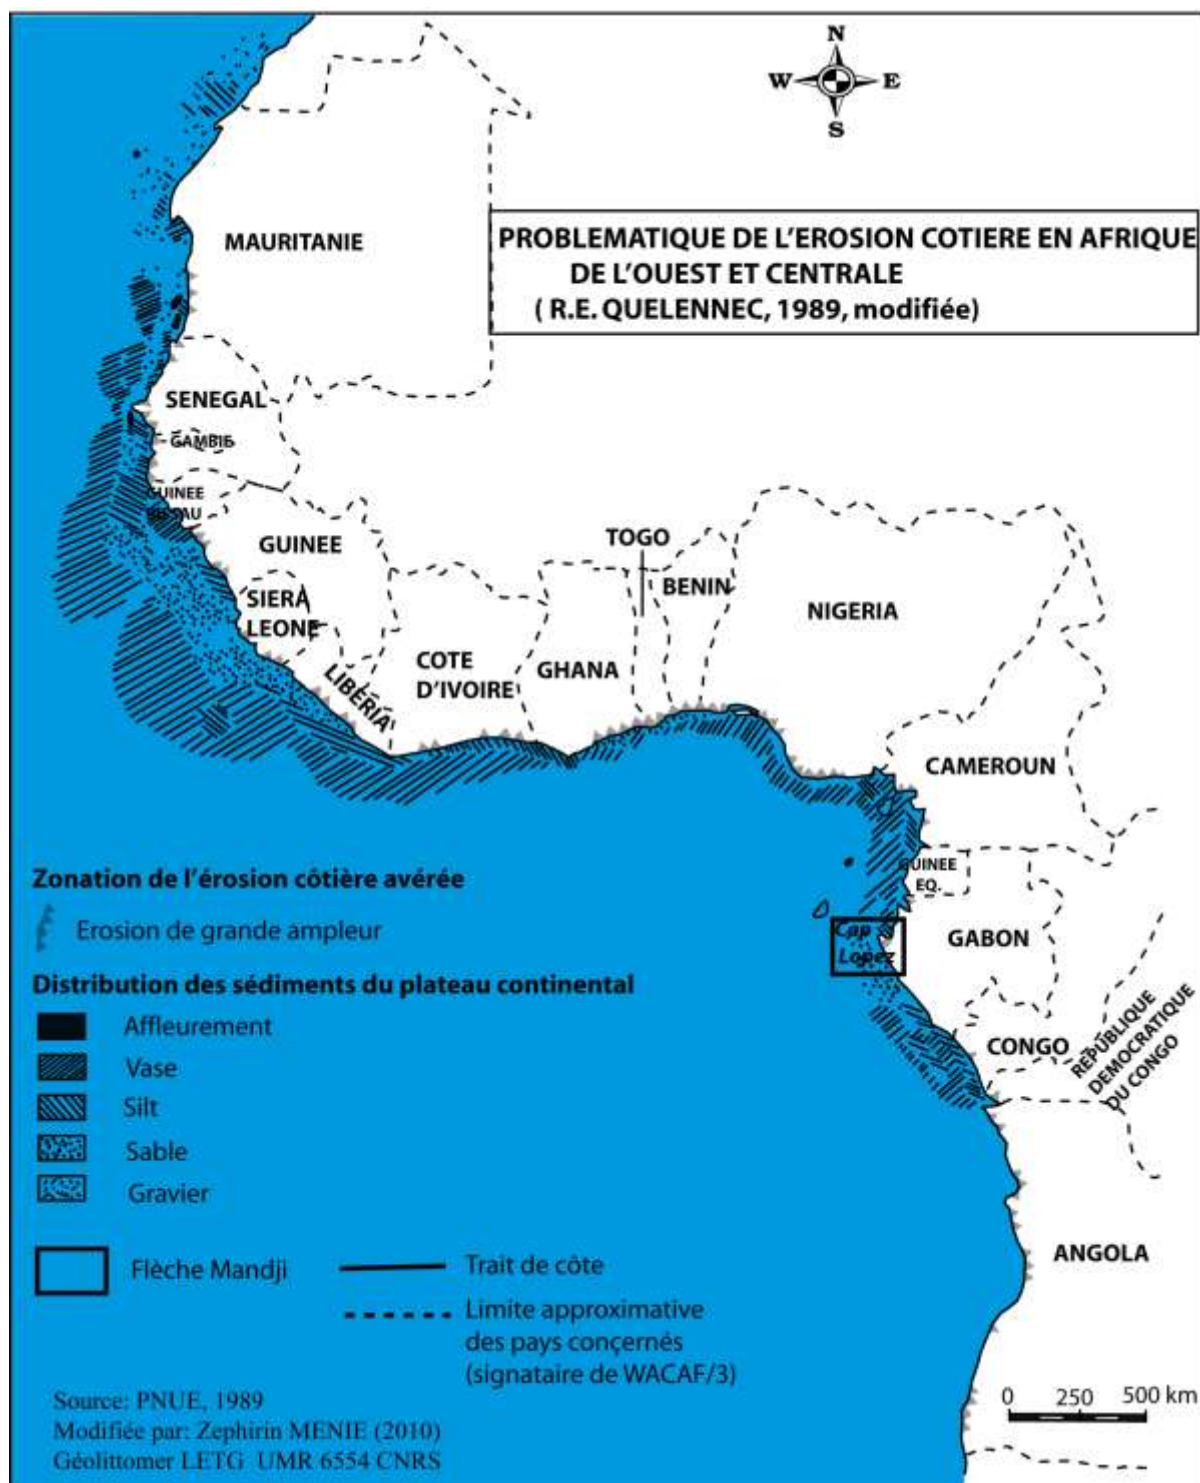 N
W E
S
PROBLEMATIQUE DE L'EROSION COTIERE EN AFRIQUE
DE L'OUEST ET CENTRALE
( R.E. QUELENNEC, 1989, modifiée)
MAURITANIE
SENEGAL
GAMBIE
GUINEE
BISSAU
GUINEE
SIERA
LEONE
LIBERIA
COTE
D'IVOIRE
GHANA
TOGO
BENIN
NIGERIA
CAMEROUN
GUINEE
EQ.
GABON
Cap
Lopez
CONGO
REPUBLIQUE
DEMOCRATIQUE
DU CONGO
ANGOLA
Zonation de l'érosion côtière avérée
Erosion de grande ampleur
Distribution des sédiments du plateau continental
Affleurement
Vase
Silt
Sable
Gravier
Flèche Mandji
Trait de côte
Limite approximative
des pays conçernés
(signataire de WACAF/3)
0 250 500 km
Source: PNUE, 1989
Modifiée par: Zephirin MENIE (2010)
Géolittomer LETG UMR 6554 CNRS